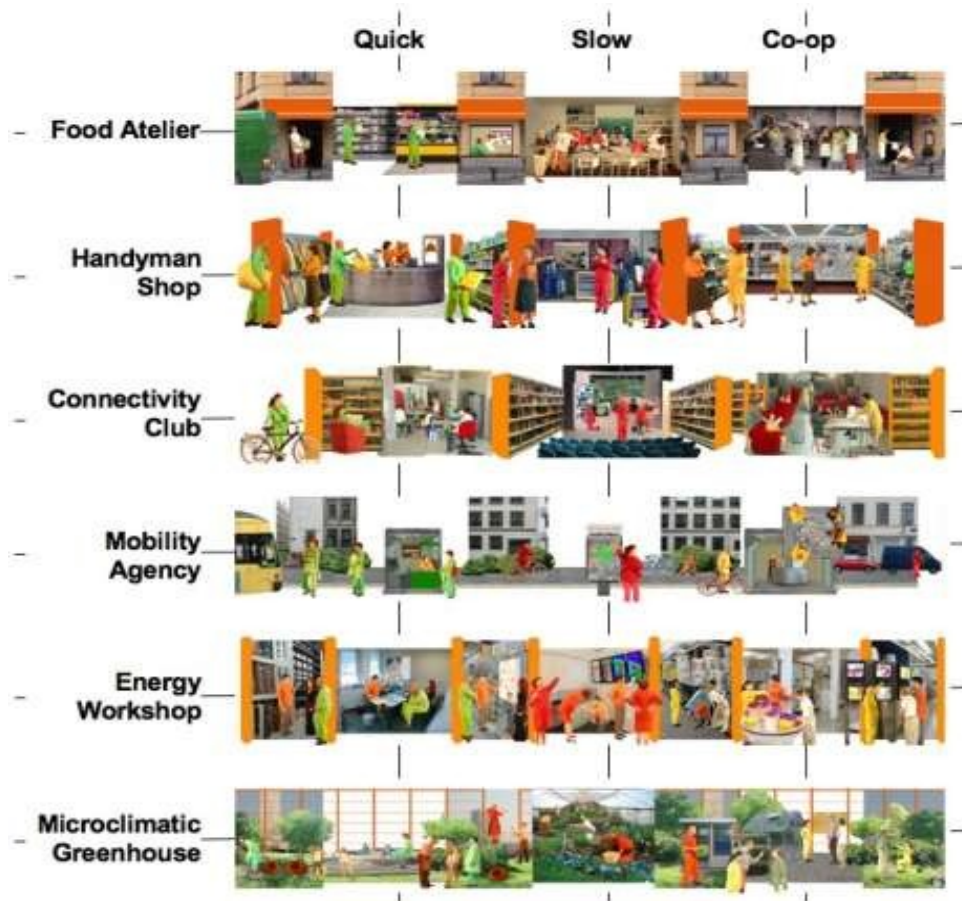 Quick Slow Co-op
Food Atelier
Handyman
Shop
Connectivity
Club
Mobility
Agency
Energy
Workshop
Microclimatic
Greenhouse